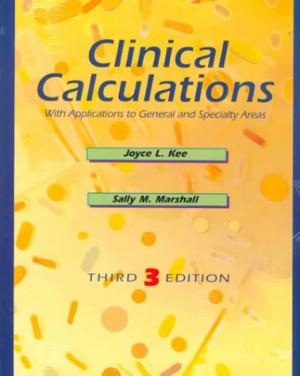 Clinical
Calculations
With Applications to General and Specialty Areas
Joyce L. Kee
Sally M. Marshall
THIRD 3 EDITION